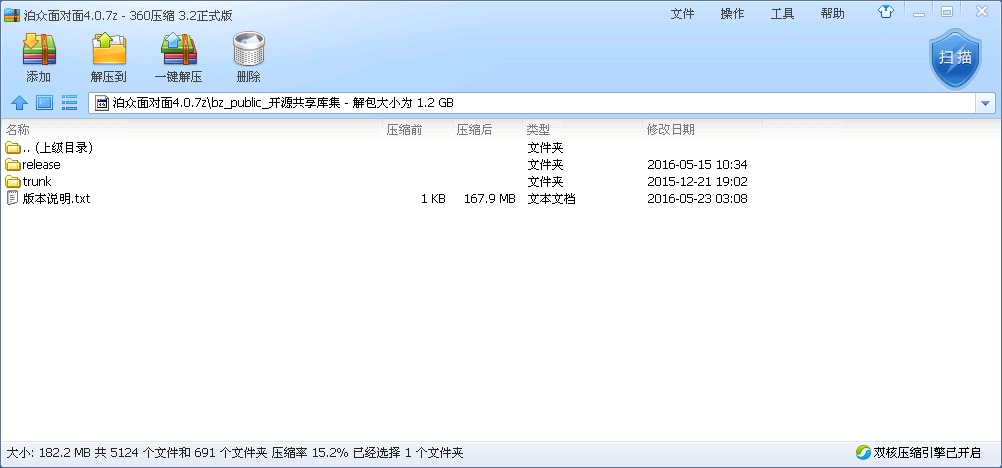 泊众面对面4.0.7z - 360压缩 3.2正式版
文件 操作 工具 帮助
添加 解压到 一键解压 删除 扫描
泊众面对面4.0.7z\bz_public_开源共享库集 - 解包大小为 1.2 GB
名称 压缩前 压缩后 类型 修改日期
.. (上级目录) 文件夹
release 文件夹 2016-05-15 10:34
trunk 文件夹 2015-12-21 19:02
版本说明.txt 1 KB 167.9 MB 文本文档 2016-05-23 03:08
大小: 182.2 MB 共 5124 个文件和 691 个文件夹 压缩率 15.2% 已经选择 1 个文件夹 双核压缩引擎已开启